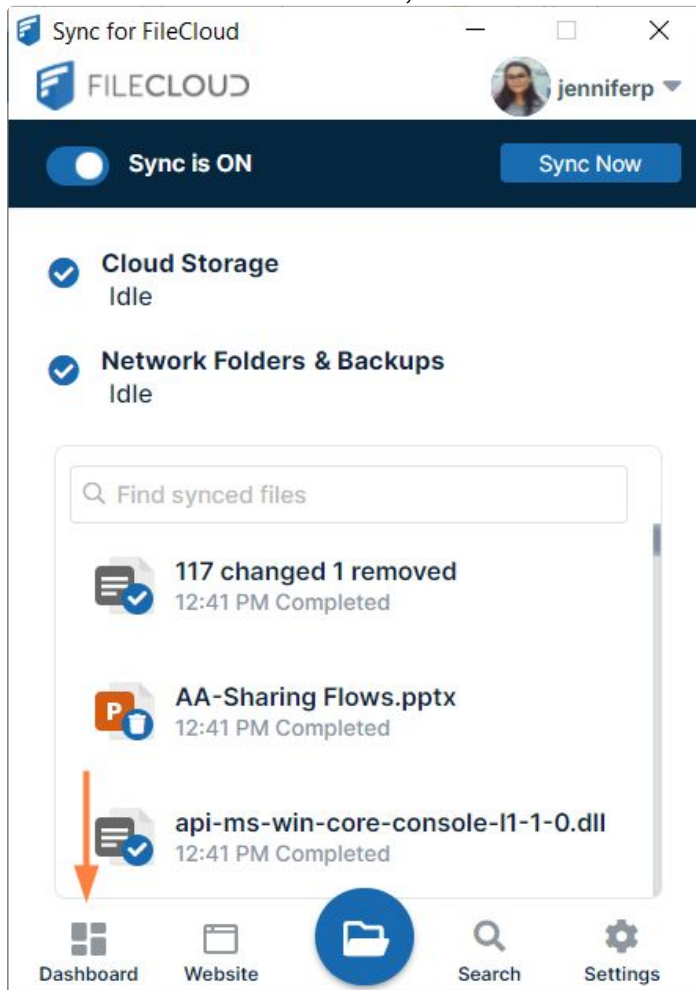 Sync for FileCloud
FILECLOUD
jenniferp
Sync is ON
Sync Now
Cloud Storage
Idle
Network Folders & Backups
Idle
Find synced files
117 changed 1 removed
12:41 PM Completed
P
AA-Sharing Flows.pptx
12:41 PM Completed
api-ms-win-core-console-l1-1-0.dll
12:41 PM Completed
Dashboard
Website
Search
Settings